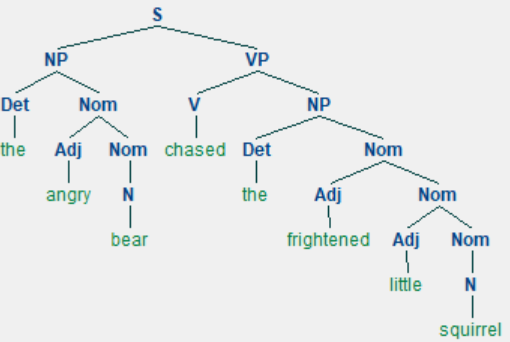 S
NP VP
Det Nom V NP
the Adj Nom chased Det Nom
angry N the Adj Nom
bear frightened Adj Nom
little N
squirrel